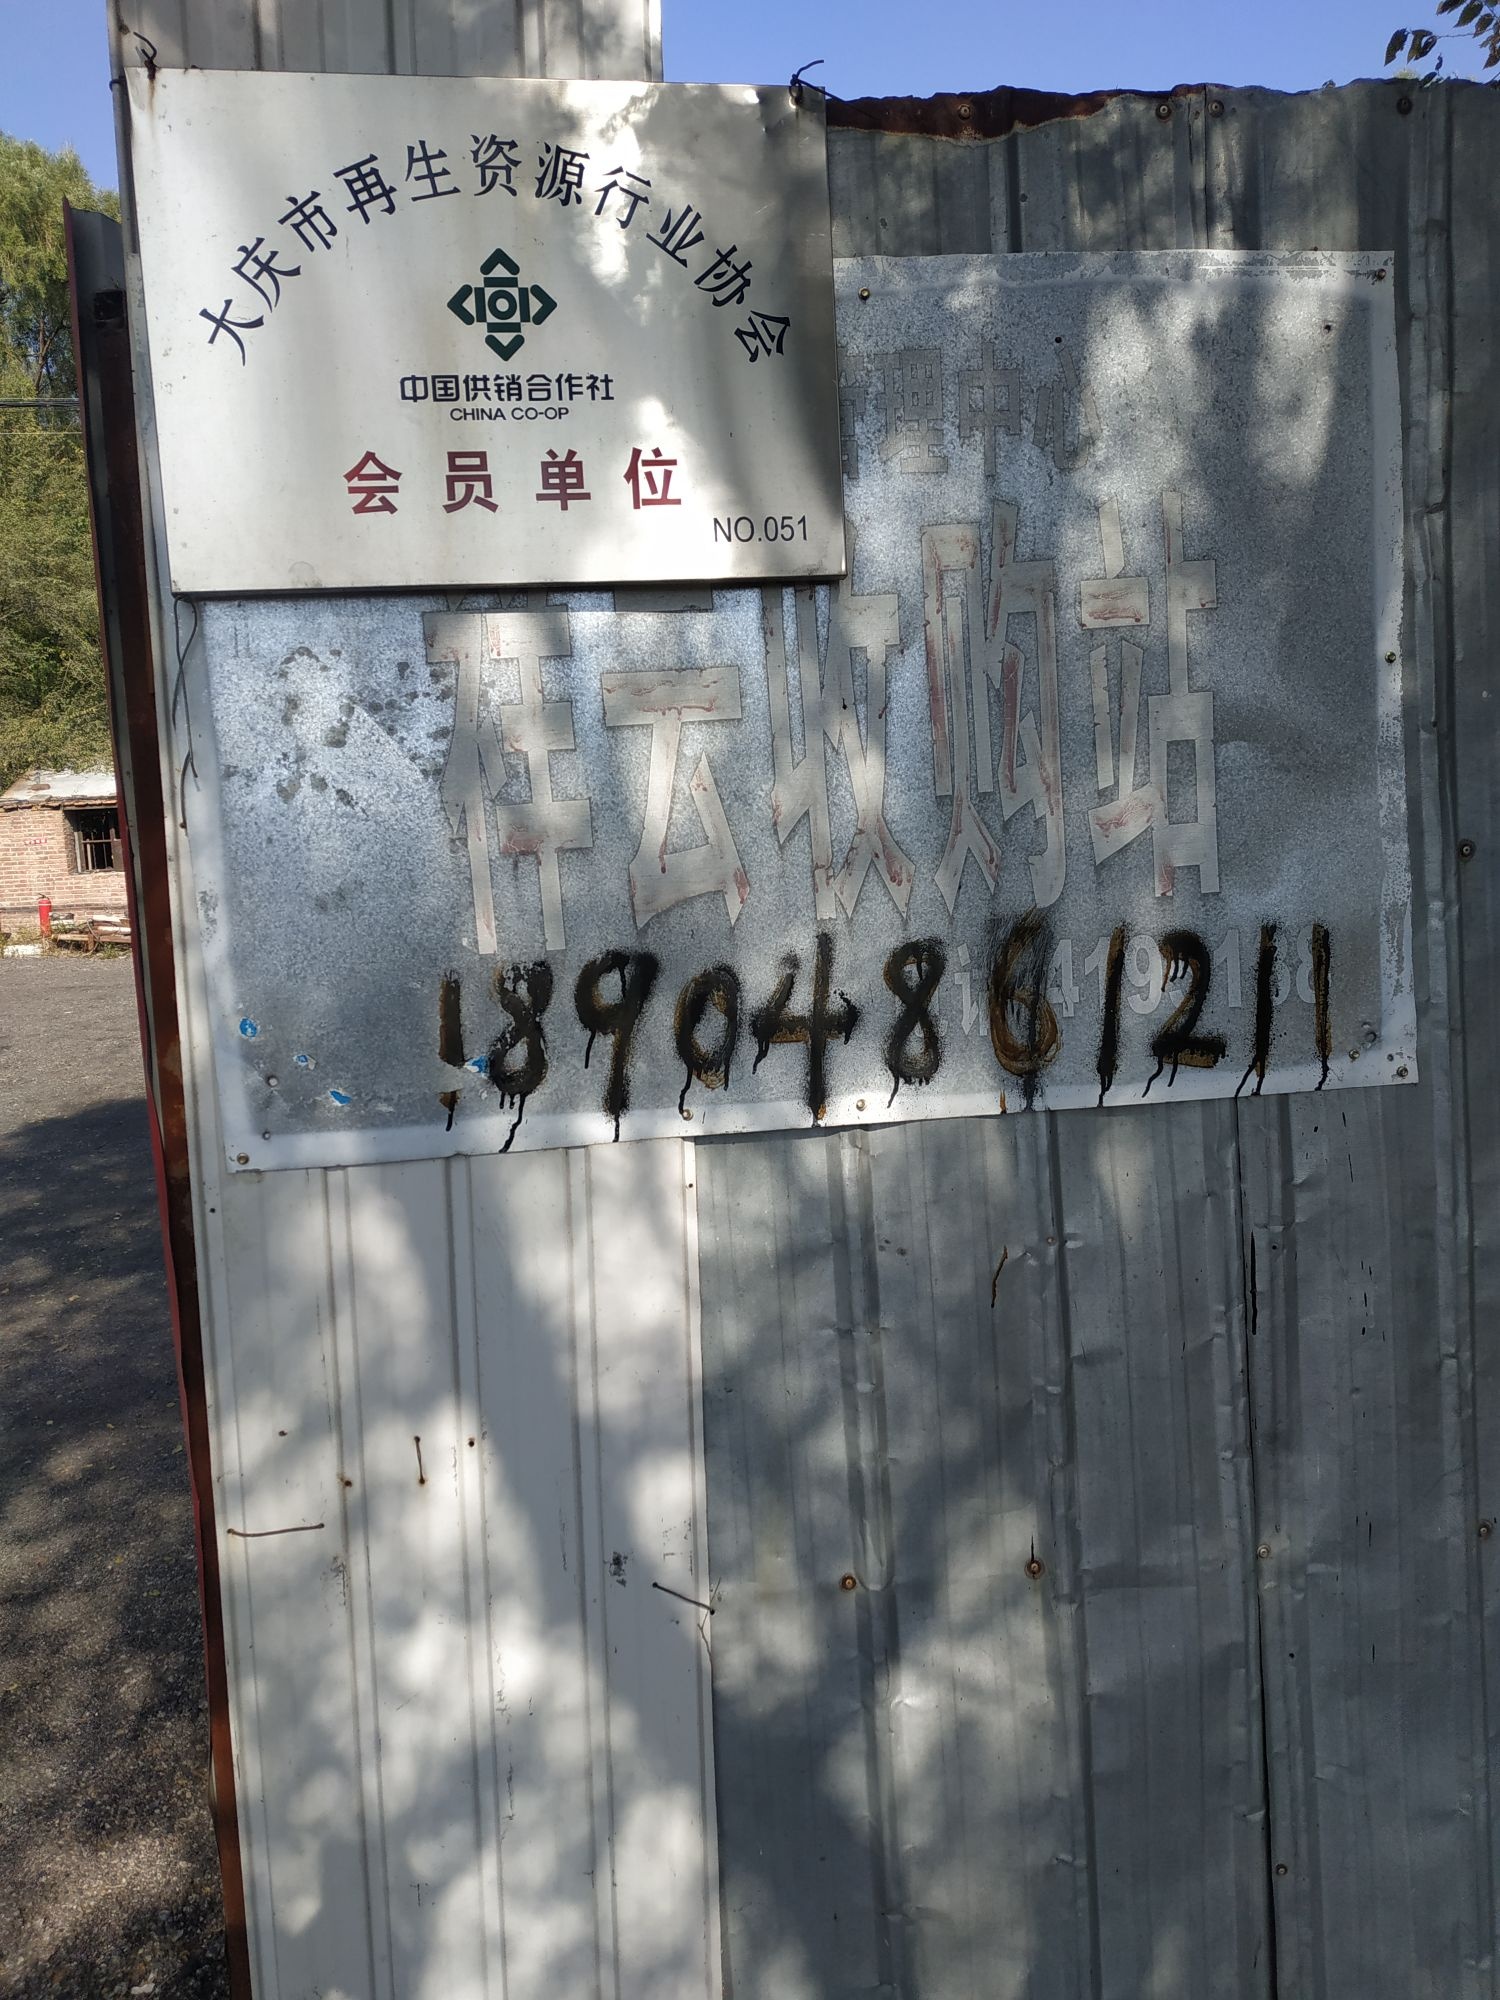 大庆市再生资源行业协会
中国供销合作社
CHINA CO-OP
会员单位
NO.051
管理中心
祥云收购站
18904861211